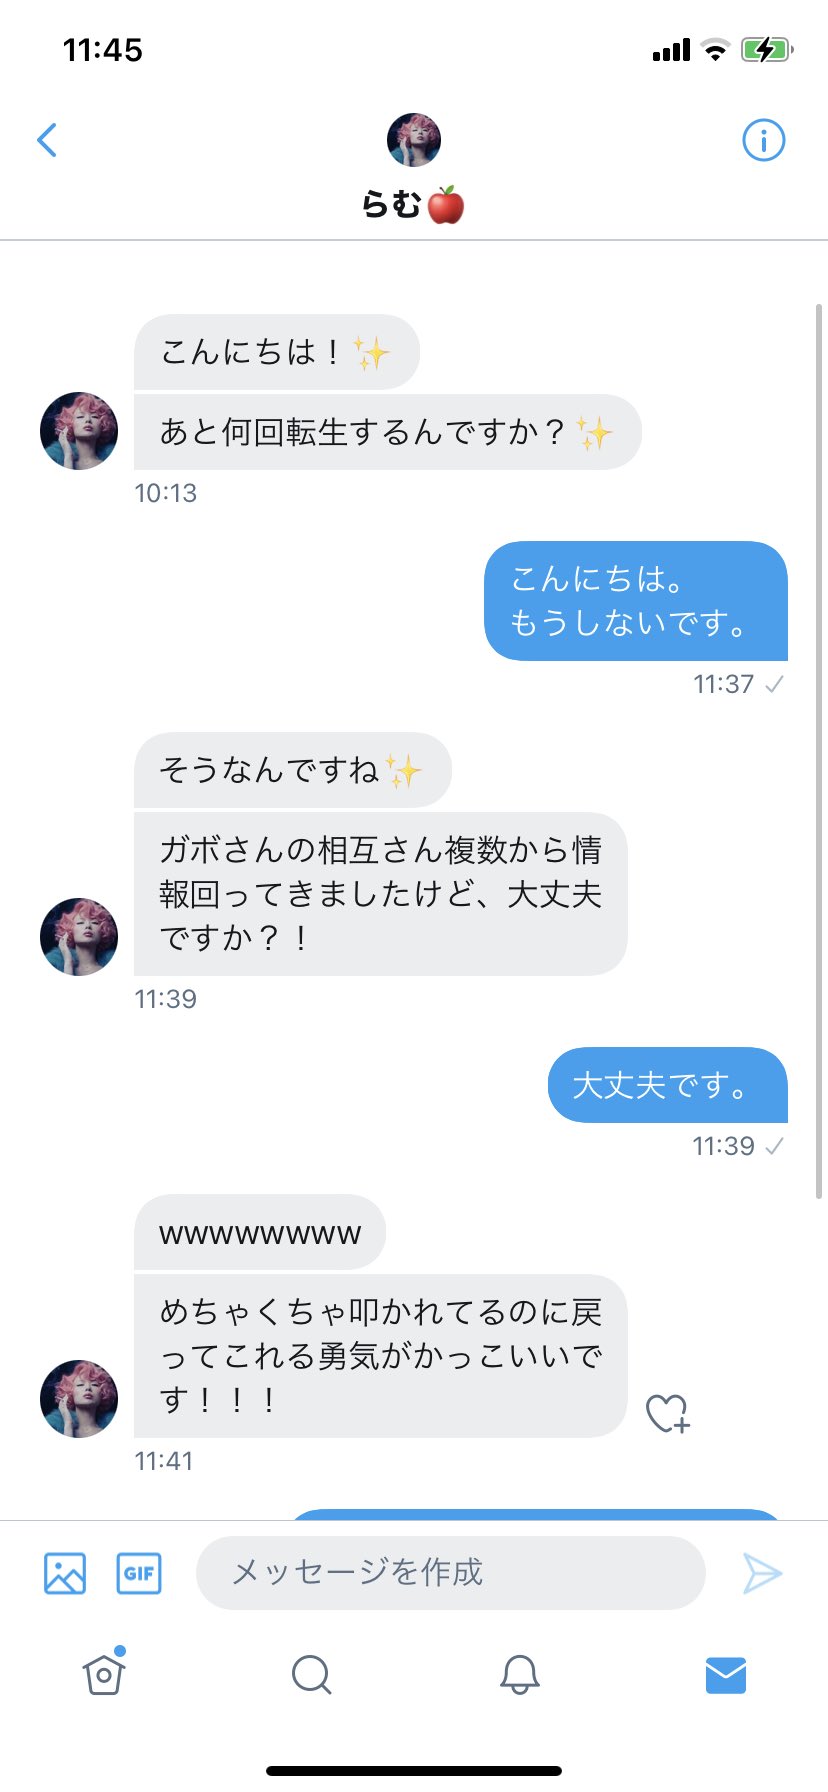 11:45
らむ🍎
こんにちは！✨
あと何回転生するんですか？✨
10:13
こんにちは。
もうしないです。
11:37
そうなんですね✨
ガボさんの相互さん複数から情
報回ってきましたけど、大丈夫
ですか？！
11:39
大丈夫です。
11:39
wwwwwwww
めちゃくちゃ叩かれてるのに戻
ってこれる勇気がかっこいいで
す！！！
11:41
GIF
メッセージを作成